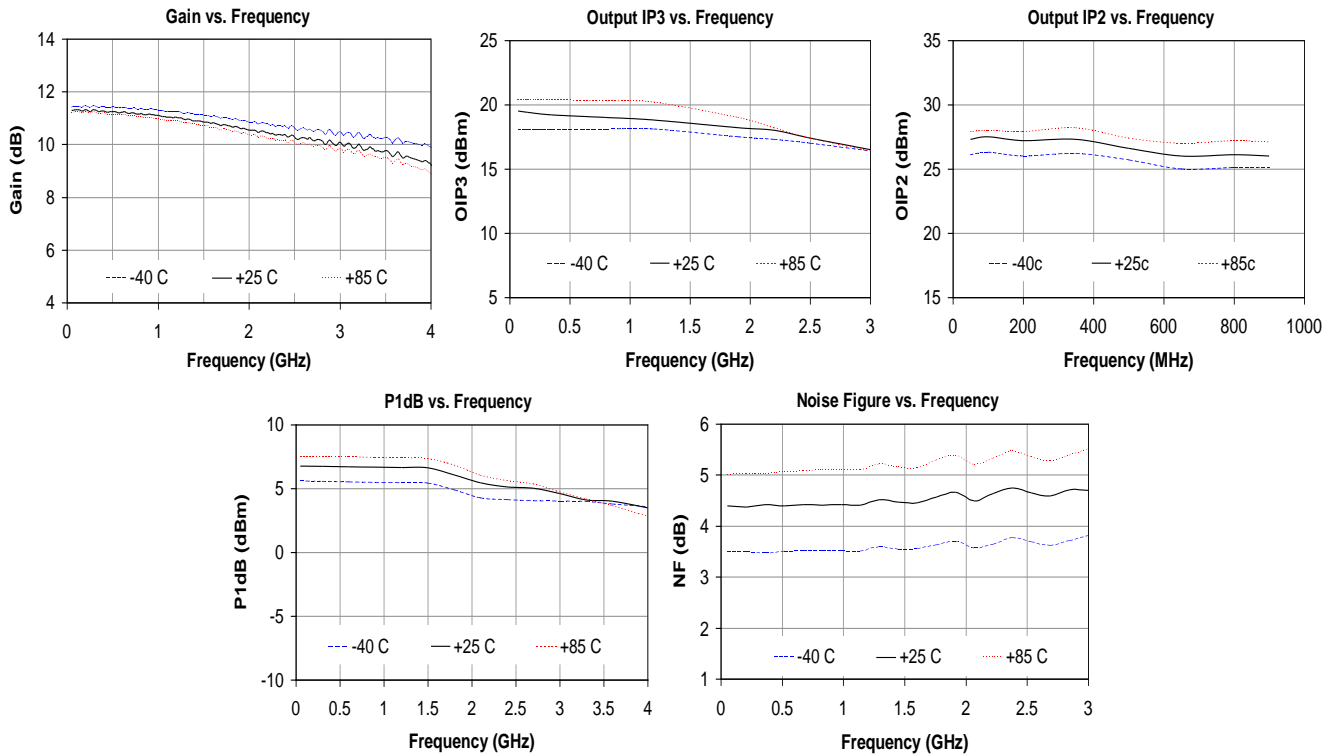 Gain vs. Frequency
14
12
10
8
6
4
Gain (dB)
-40 C +25 C +85 C
0 1 2 3 4
Frequency (GHz)
Output IP3 vs. Frequency
25
20
15
10
5
OIP3 (dBm)
-40 C +25 C +85 C
0 0.5 1 1.5 2 2.5 3
Frequency (GHz)
Output IP2 vs. Frequency
35
30
25
20
15
OIP2 (dBm)
-40c +25c +85c
0 200 400 600 800 1000
Frequency (MHz)
P1dB vs. Frequency
10
5
0
-5
-10
P1dB (dBm)
-40 C +25 C +85 C
0 0.5 1 1.5 2 2.5 3 3.5 4
Frequency (GHz)
Noise Figure vs. Frequency
6
5
4
3
2
1
NF (dB)
-40 C +25 C +85 C
0 0.5 1 1.5 2 2.5 3
Frequency (GHz)